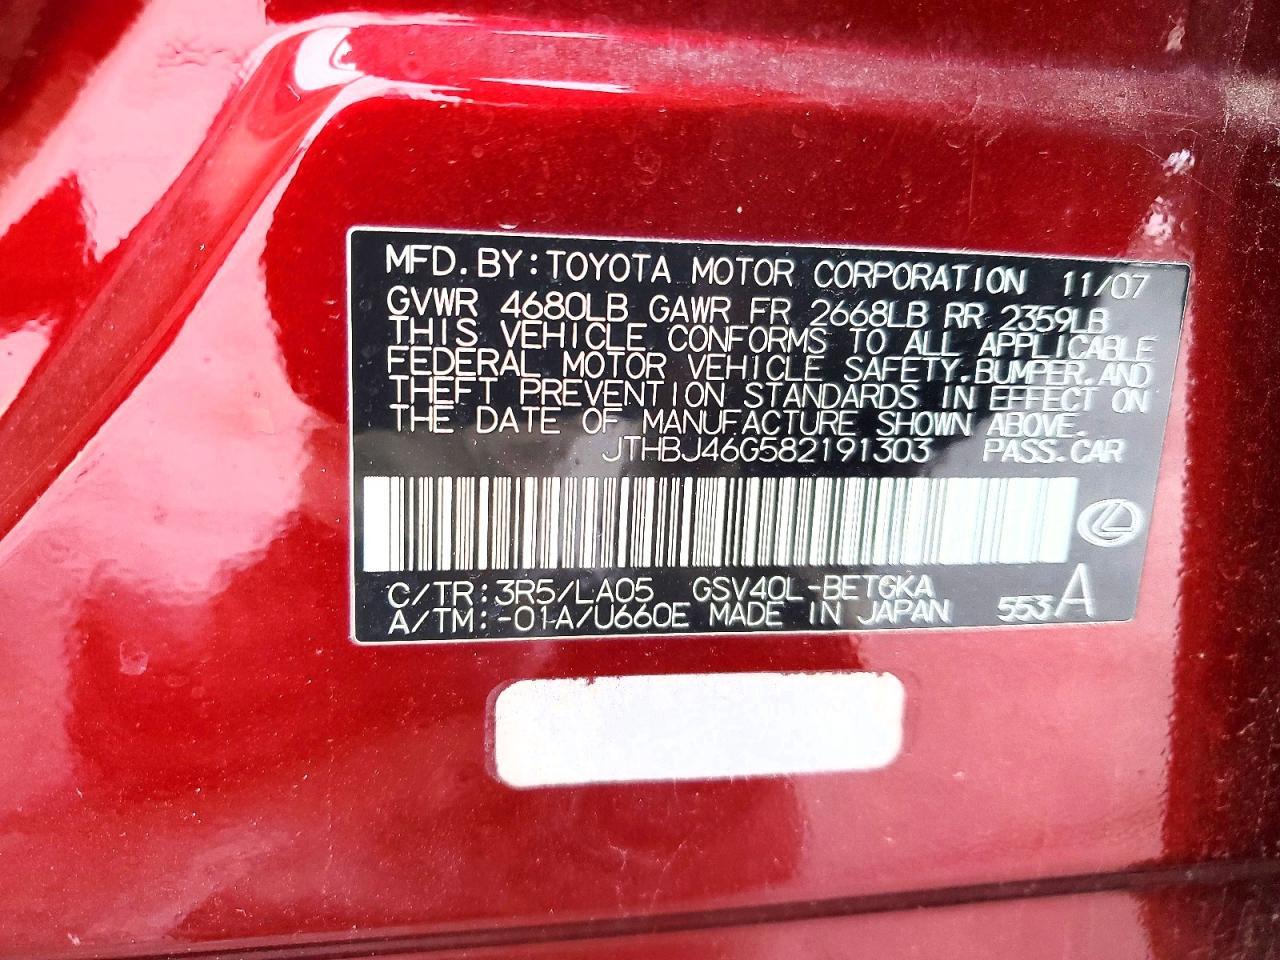 MFD. BY: TOYOTA MOTOR CORPORATION 11/07
GVWR 4680LB GAWR FR 2668LB RR 2359LB
THIS VEHICLE CONFORMS TO ALL APPLICABLE
FEDERAL MOTOR VEHICLE SAFETY, BUMPER, AND
THEFT PREVENTION STANDARDS IN EFFECT ON
THE DATE OF MANUFACTURE SHOWN ABOVE.
JTHBJ46G582191303 PASS. CAR
C/TR: 3R5/LA05 GSV40L-BETGKA
A/TM: -01A/U660E MADE IN JAPAN 553A